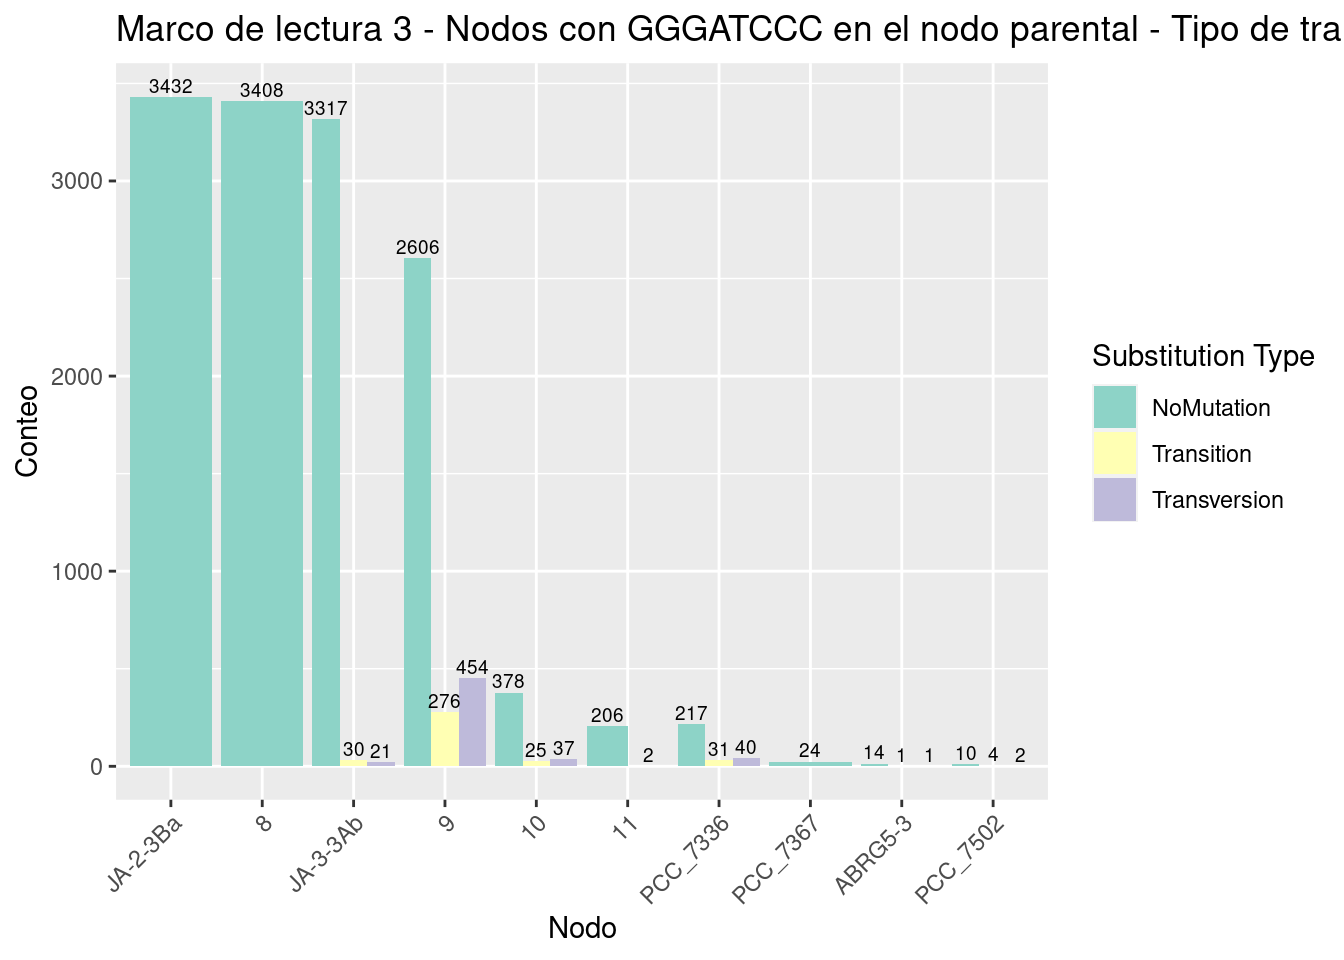 Marco de lectura 3 - Nodos con GGGATCCC en el nodo parental - Tipo de tra
3432
3408
3317
2606
454
378
276
206
217
30
21
25
37
2
31
40
24
14
1
1
10
4
2
3000
2000
1000
0
Conteo
JA-2-3Ba
8
JA-3-3Ab
9
10
11
PCC_7336
PCC_7367
ABRG5-3
PCC_7502
Nodo
Substitution Type
NoMutation
Transition
Transversion